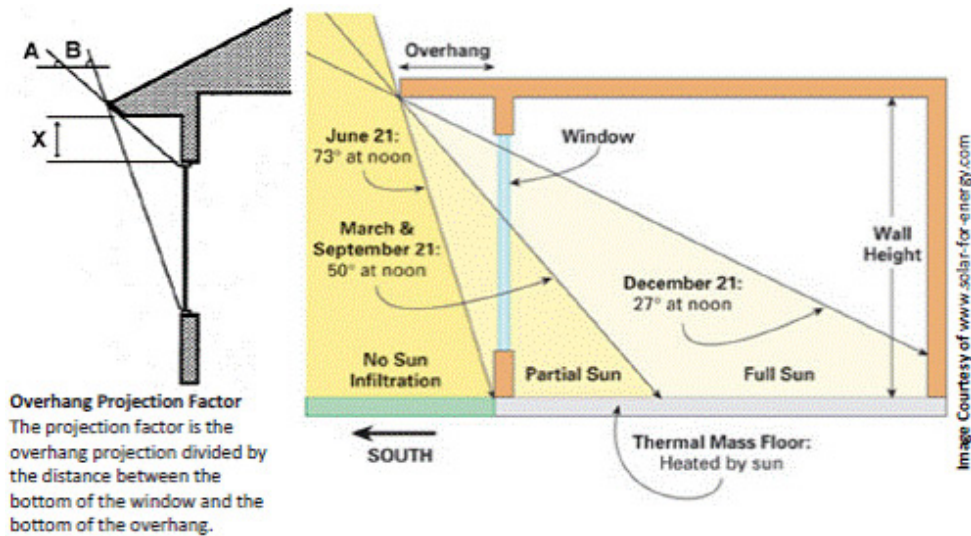 A B
X
Overhang Projection Factor
The projection factor is the
overhang projection divided by
the distance between the
bottom of the window and the
bottom of the overhang.
Overhang
June 21:
73° at noon
Window
March &
September 21:
50° at noon
Wall
Height
December 21:
27° at noon
No Sun
Infiltration
Partial Sun
Full Sun
SOUTH
Thermal Mass Floor:
Heated by sun
Image Courtesy of www.solar-for-energy.com